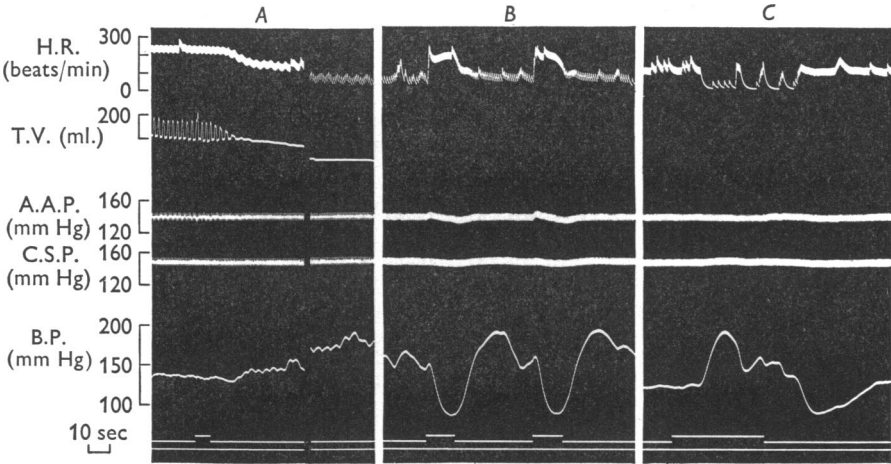 A B C
H.R. (beats/min) 300 0
T.V. (ml.) 200
A.A.P. (mm Hg) 160 120
C.S.P. (mm Hg) 160 120
B.P. (mm Hg) 200 150 100
10 sec